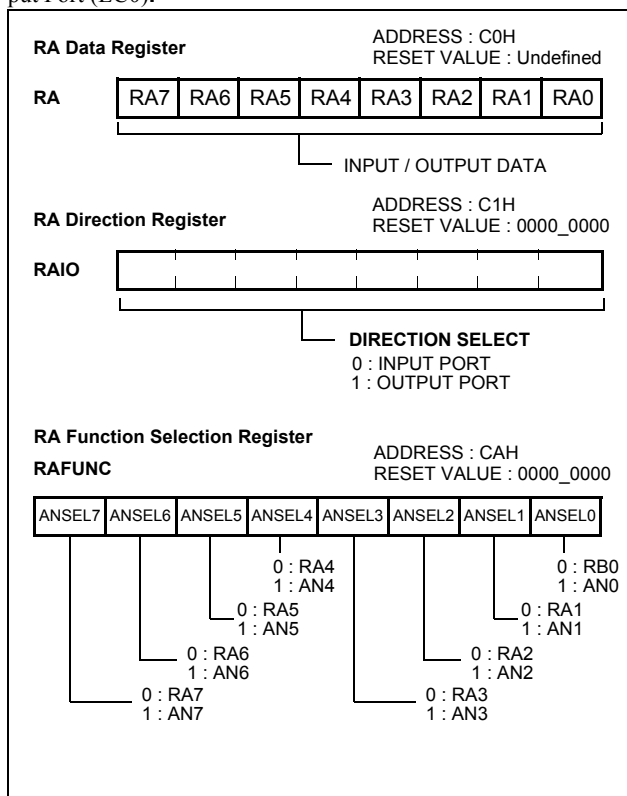 put Port (EC0).
RA Data Register
ADDRESS : C0H
RESET VALUE : Undefined
RA
RA7 RA6 RA5 RA4 RA3 RA2 RA1 RA0
INPUT / OUTPUT DATA
RA Direction Register
ADDRESS : C1H
RESET VALUE : 0000_0000
RAIO
DIRECTION SELECT
0 : INPUT PORT
1 : OUTPUT PORT
RA Function Selection Register
RAFUNC
ADDRESS : CAH
RESET VALUE : 0000_0000
ANSEL7 ANSEL6 ANSEL5 ANSEL4 ANSEL3 ANSEL2 ANSEL1 ANSEL0
0 : RA4
1 : AN4
0 : RB0
1 : AN0
0 : RA5
1 : AN5
0 : RA1
1 : AN1
0 : RA6
1 : AN6
0 : RA2
1 : AN2
0 : RA7
1 : AN7
0 : RA3
1 : AN3